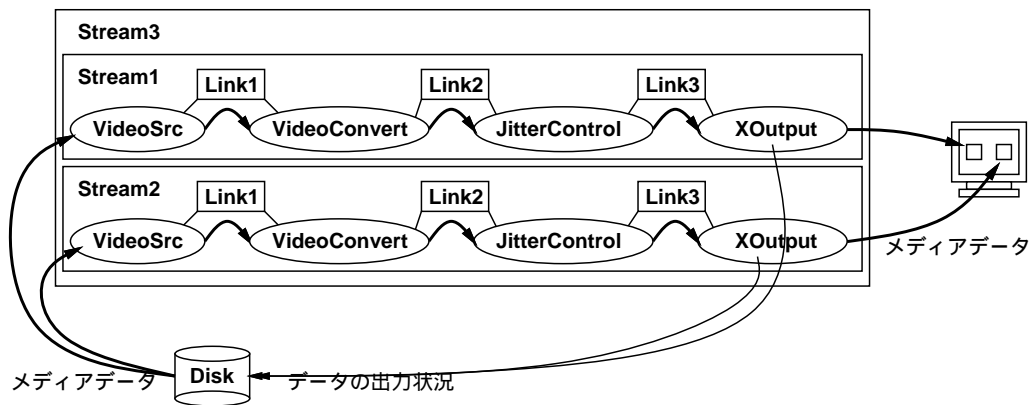 Stream3
Stream1
Link1 Link2 Link3
VideoSrc VideoConvert JitterControl XOutput
Stream2
Link1 Link2 Link3
VideoSrc VideoConvert JitterControl XOutput
メディアデータ
メディアデータ Disk データの出力状況